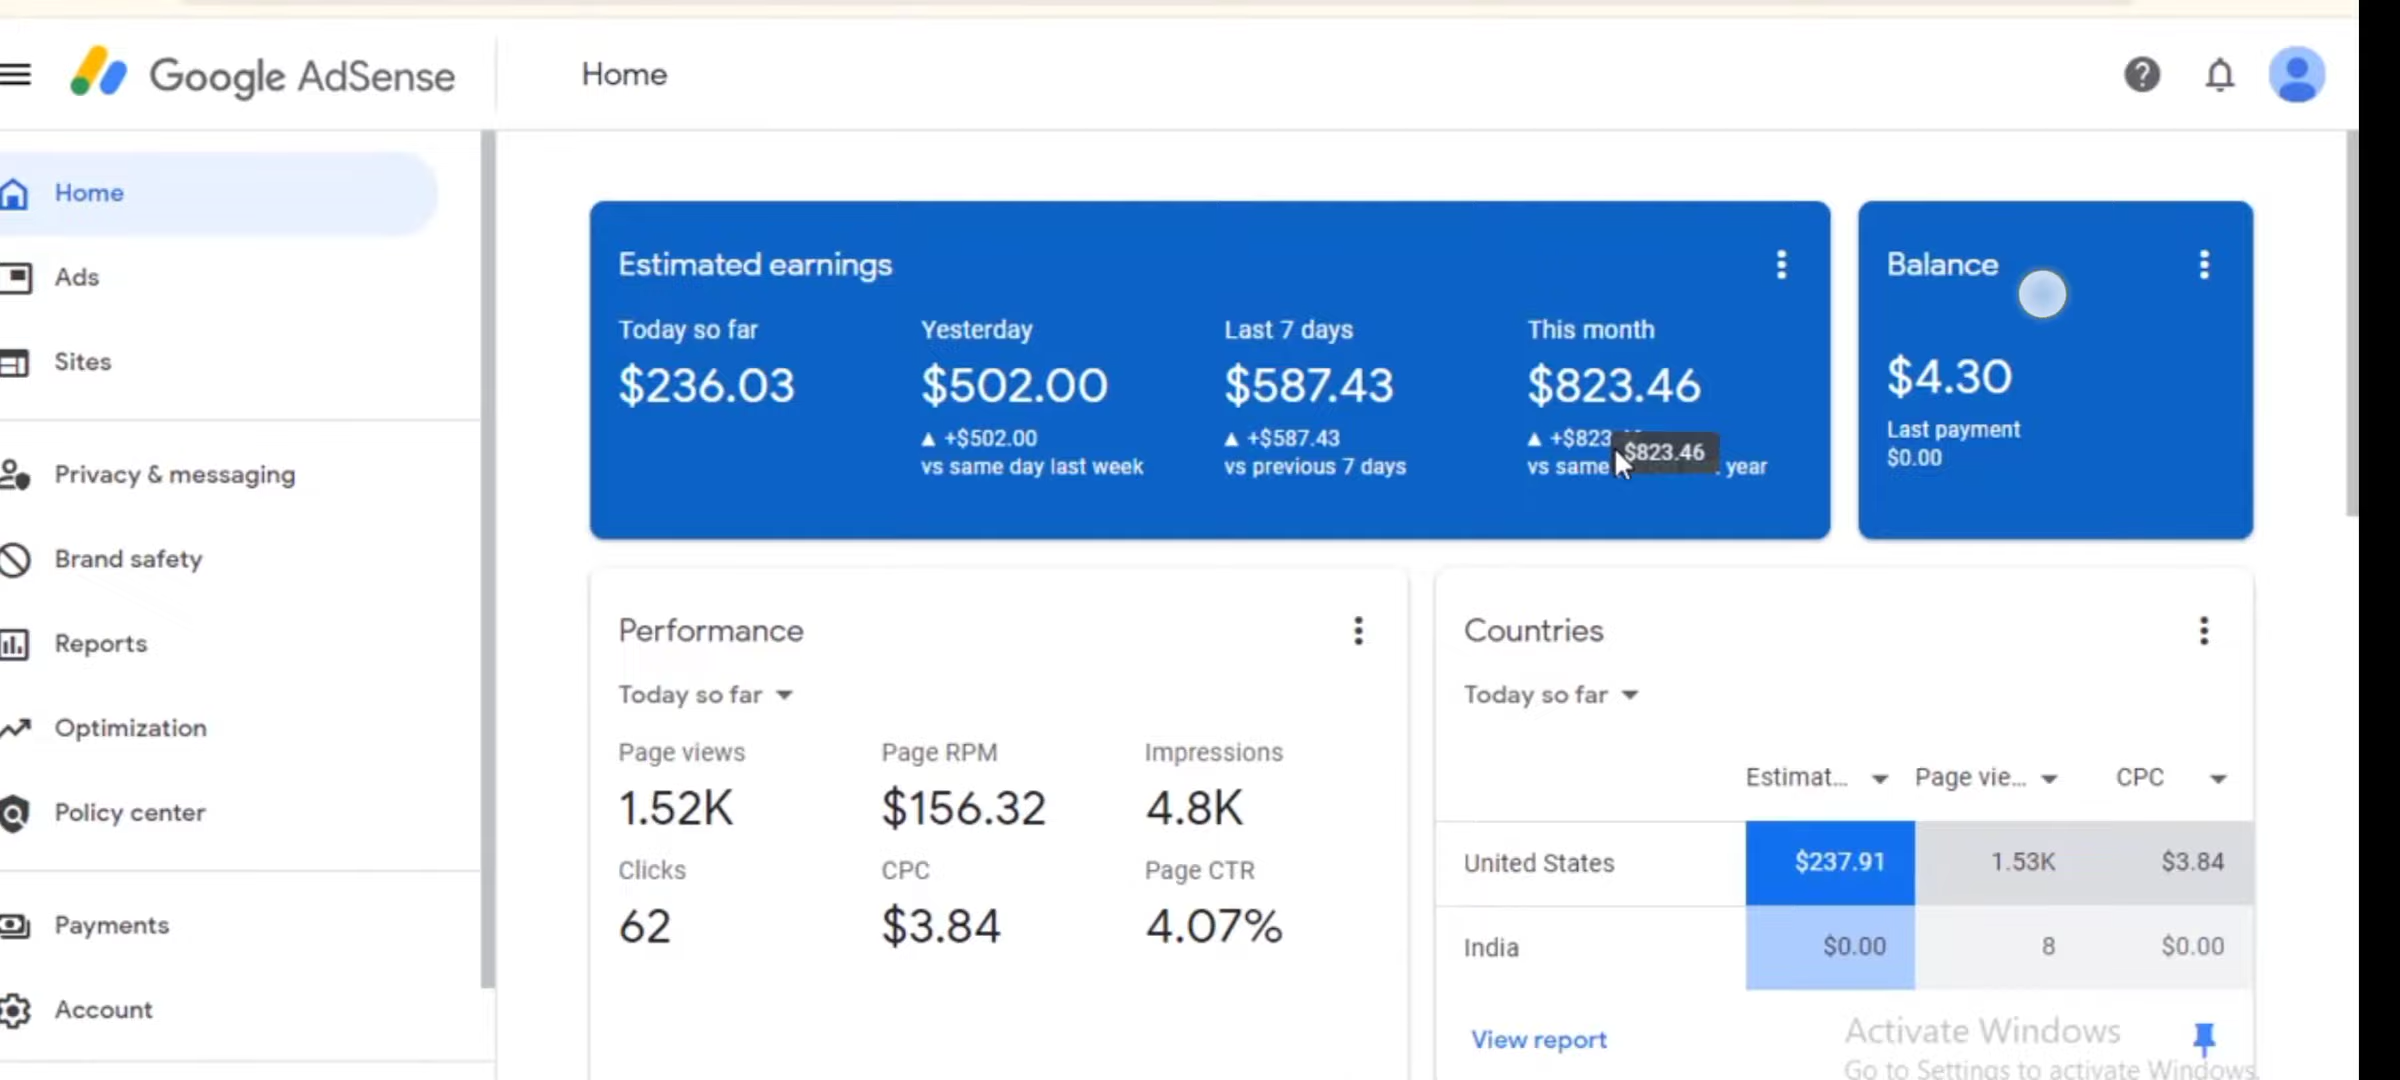 Google AdSense
Home
Home
Ads
Sites
Privacy & messaging
Brand safety
Reports
Optimization
Policy center
Payments
Account
Estimated earnings
Today so far
$236.03
Yesterday
$502.00
▲ +$502.00
vs same day last week
Last 7 days
$587.43
▲ +$587.43
vs previous 7 days
This month
$823.46
▲ +$823
$823.46
vs same year
Balance
$4.30
Last payment
$0.00
Performance
Today so far
Page views Page RPM Impressions
1.52K $156.32 4.8K
Clicks CPC Page CTR
62 $3.84 4.07%
Countries
Today so far
Estimat... Page vie... CPC
United States $237.91 1.53K $3.84
India $0.00 8 $0.00
View report
Activate Windows
Go to Settings to activate Windows.